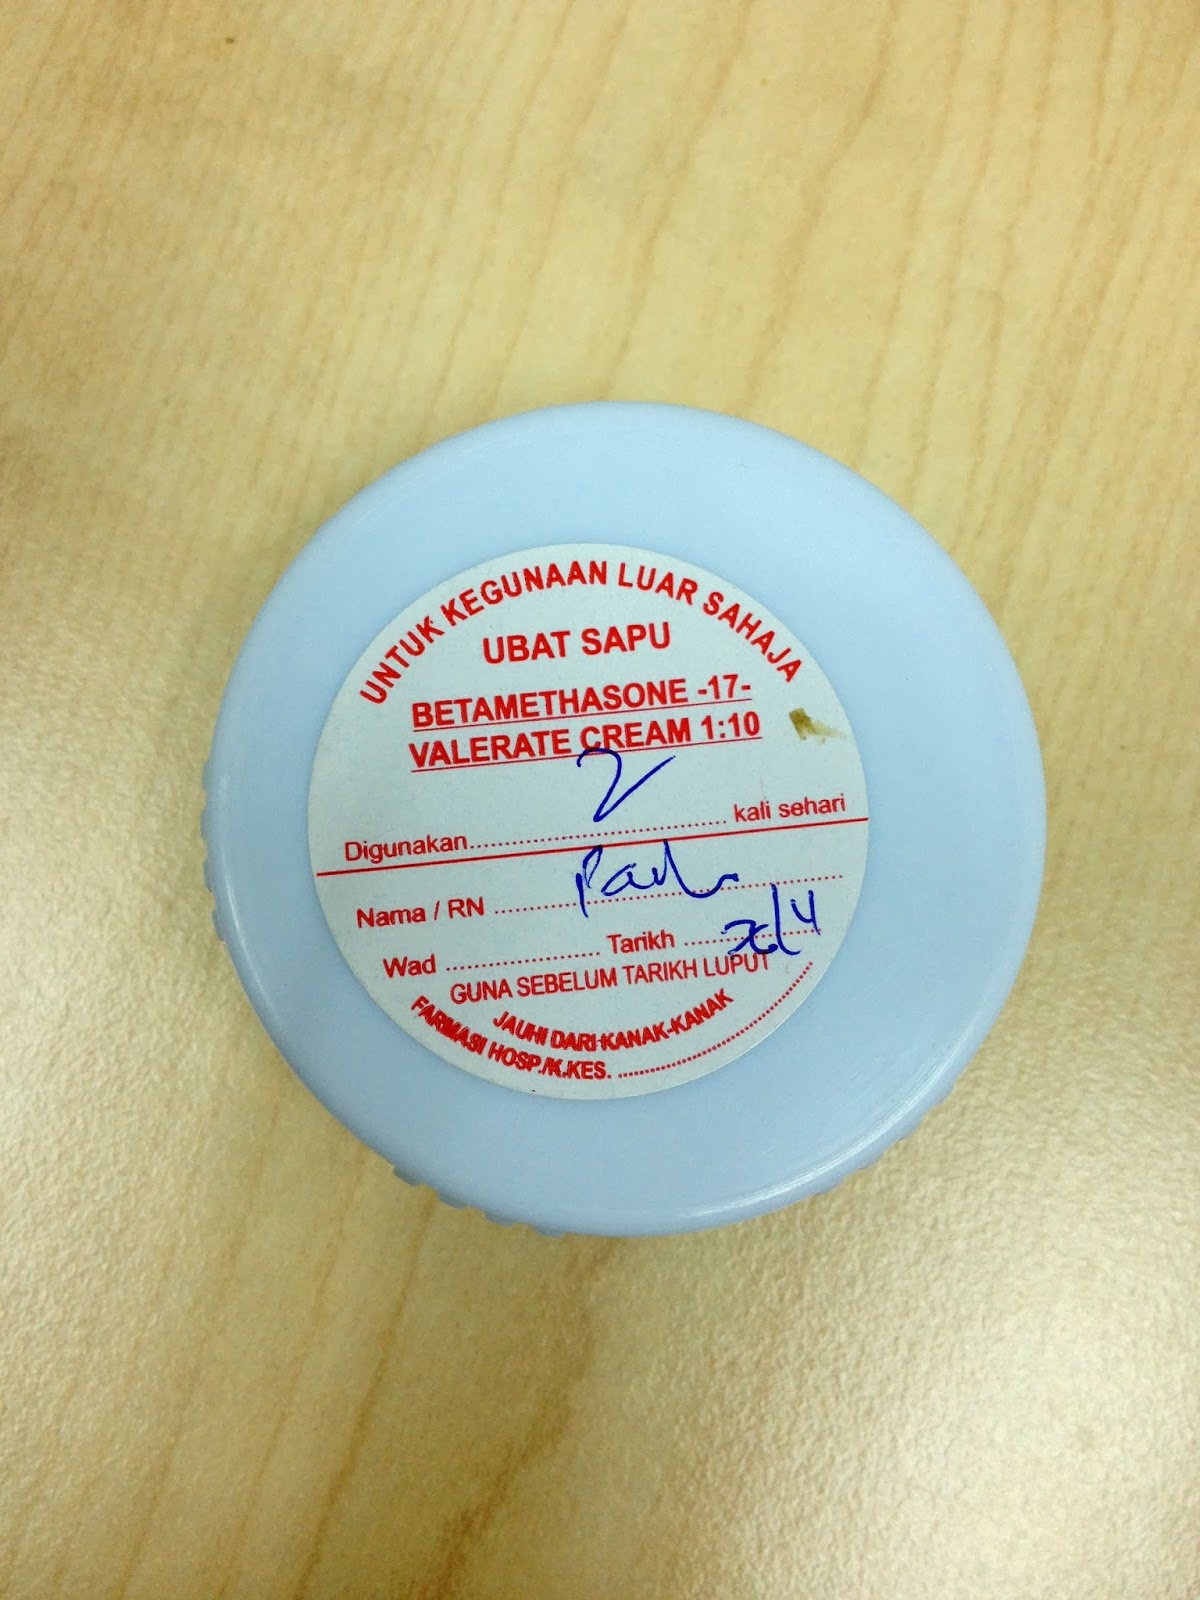 UNTUK KEGUNAAN LUAR SAHAJA
UBAT SAPU
BETAMETHASONE -17-
VALERATE CREAM 1:10
Digunakan........ 2 ........ kali sehari
Nama / RN ........
Wad ........ Tarikh ........
GUNA SEBELUM TARIKH LUPUT
JAUHI DARI KANAK-KANAK
FARMASI HOSP./K.KES. ........